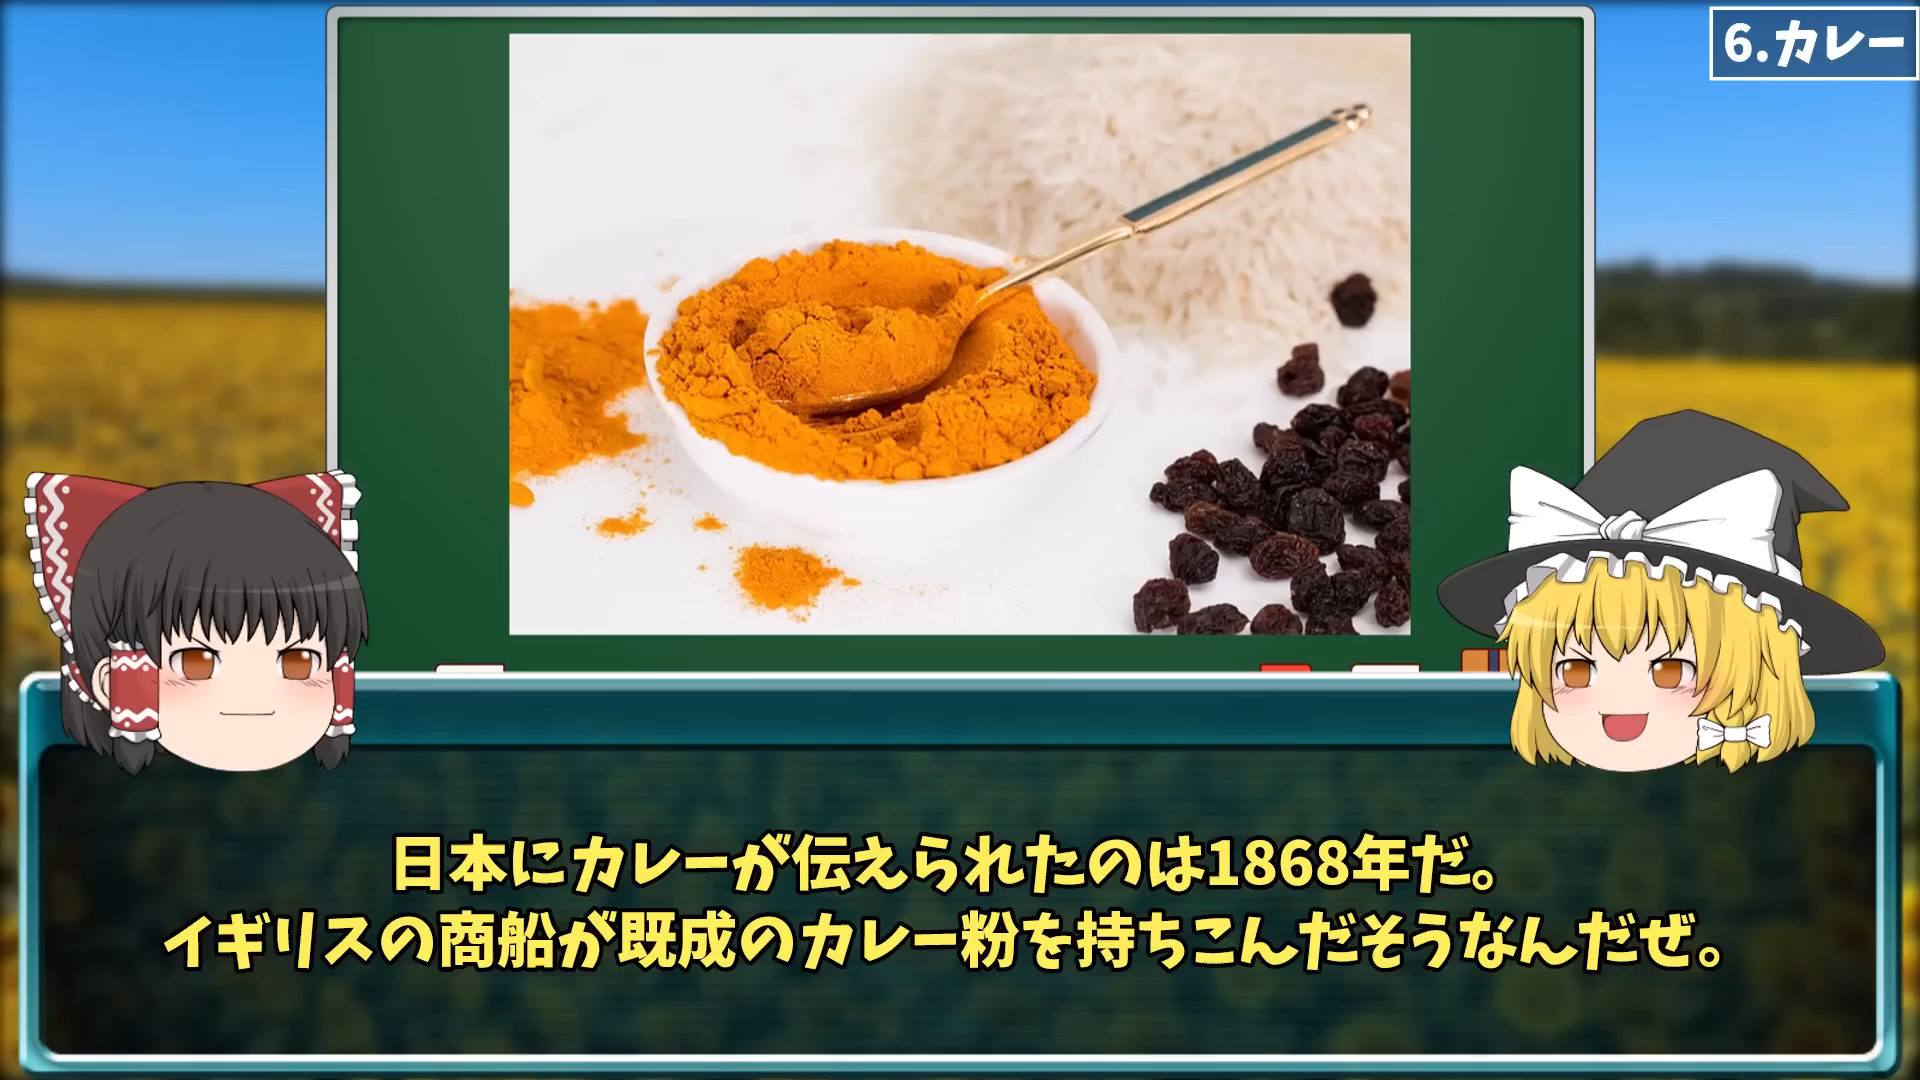 6.カレー
日本にカレーが伝えられたのは1868年だ。
イギリスの商船が既成のカレー粉を持ちこんだそうなんだぜ。